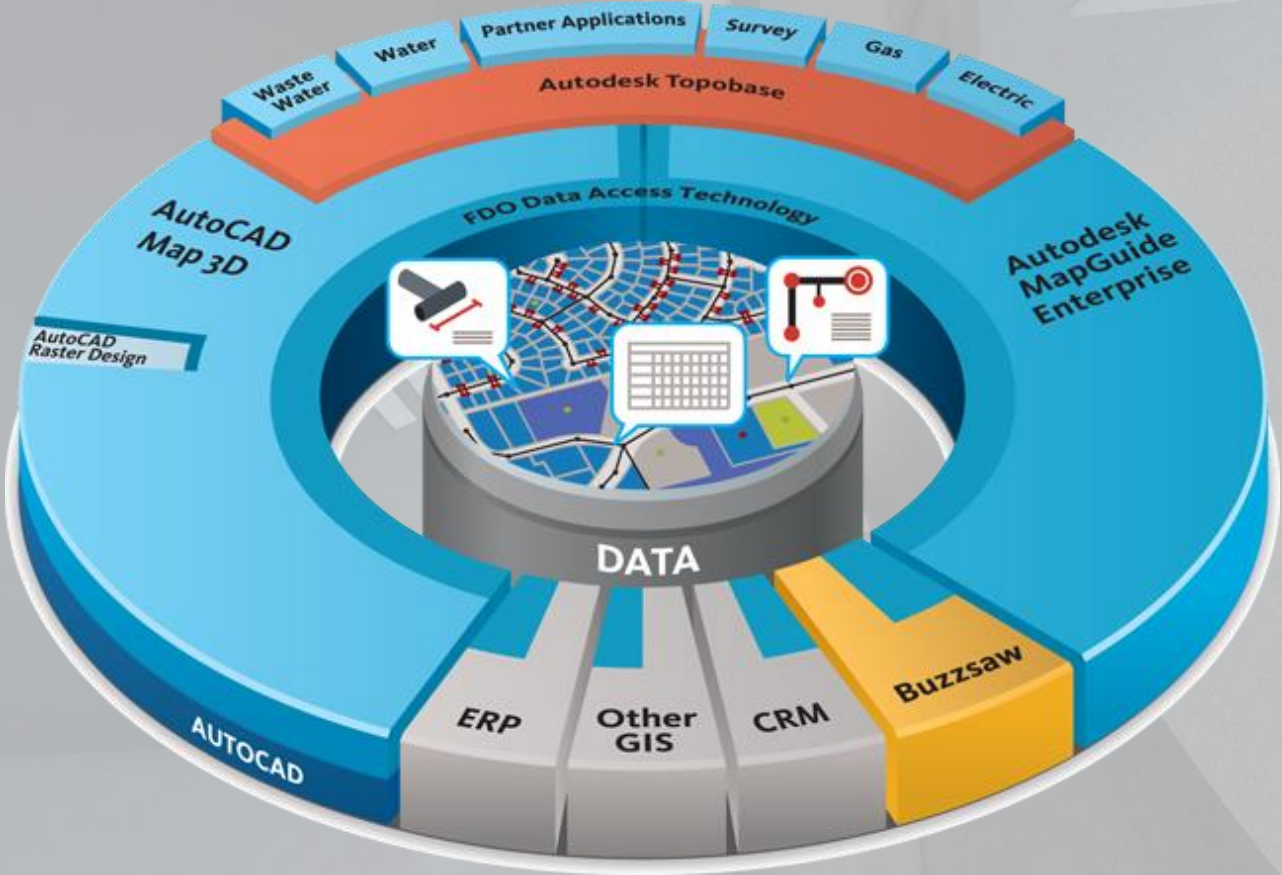 Waste
Water
Water
Partner Applications
Survey
Gas
Electric
Autodesk Topobase
FDO Data Access Technology
AutoCAD
Map 3D
Autodesk
MapGuide
Enterprise
AutoCAD
Raster Design
DATA
ERP
Other
GIS
CRM
Buzzsaw
AUTOCAD